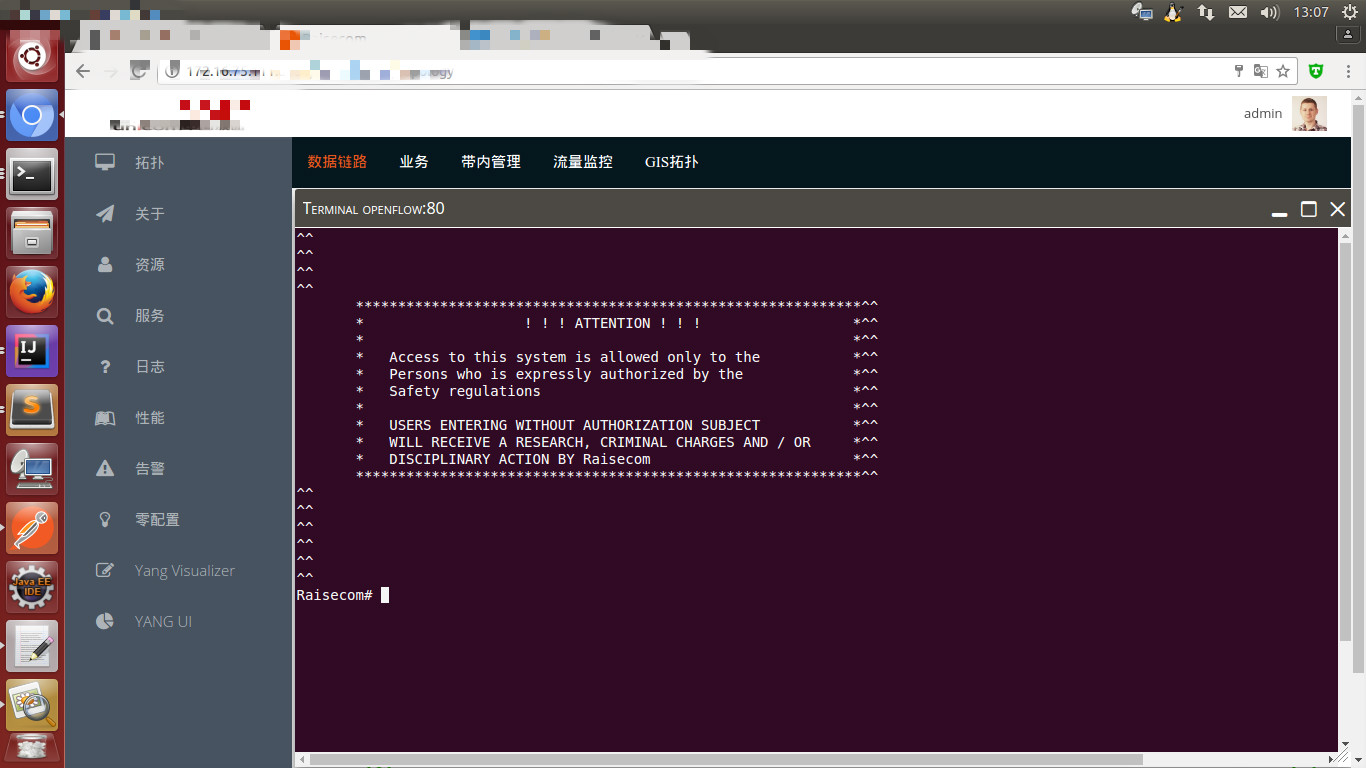 13:07
admin
拓扑
关于
资源
服务
日志
性能
告警
零配置
Yang Visualizer
YANG UI
数据链路 业务 带内管理 流量监控 GIS拓扑
Terminal openflow:80
^^
^^
^^
^^
************************************************************^^
* ! ! ! ATTENTION ! ! ! *^^
* *^^
* Access to this system is allowed only to the *^^
* Persons who is expressly authorized by the *^^
* Safety regulations *^^
* *^^
* USERS ENTERING WITHOUT AUTHORIZATION SUBJECT *^^
* WILL RECEIVE A RESEARCH, CRIMINAL CHARGES AND / OR *^^
* DISCIPLINARY ACTION BY Raisecom *^^
************************************************************^^
^^
^^
^^
^^
^^
^^
Raisecom#
IJ
Java EE
IDE